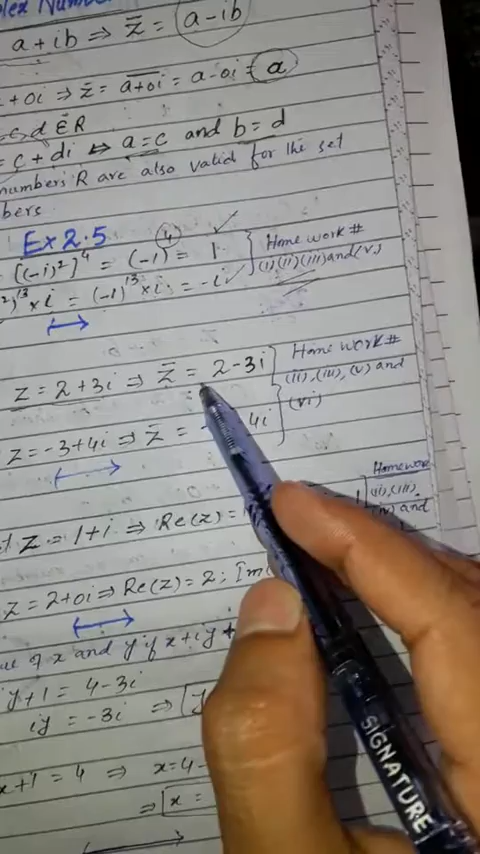 a + ib ⇒ z̄ = a - ib
+ 0i ⇒ z̄ = a+0i = a - 0i = a
d ∈ R
= c + di ⇔ a = c and b = d
numbers R are also valid for the set
bers
Ex 2.5
[(-i)²]⁴ = (-1)⁴ = 1
Home work #
(i)(ii)(iii) and (v)
²)¹³ × i = (-1)¹³ × i = -i
z = 2 + 3i ⇒ z̄ = 2 - 3i
=
Home work #
(ii), (iii), (v) and
(vi)
z = -3 + 4i ⇒ z̄ = 4i
Homework
(ii), (iii)
(iv) and
z = 1 + i ⇒ Re(z) =
z = 2 + 0i ⇒ Re(z) = 2 ;
of x and y if x + iy +
iy + 1 = 4 - 3i
iy = -3i ⇒
x + 1 = 4 ⇒ x = 4 -
⇒ x =
SIGNATURE